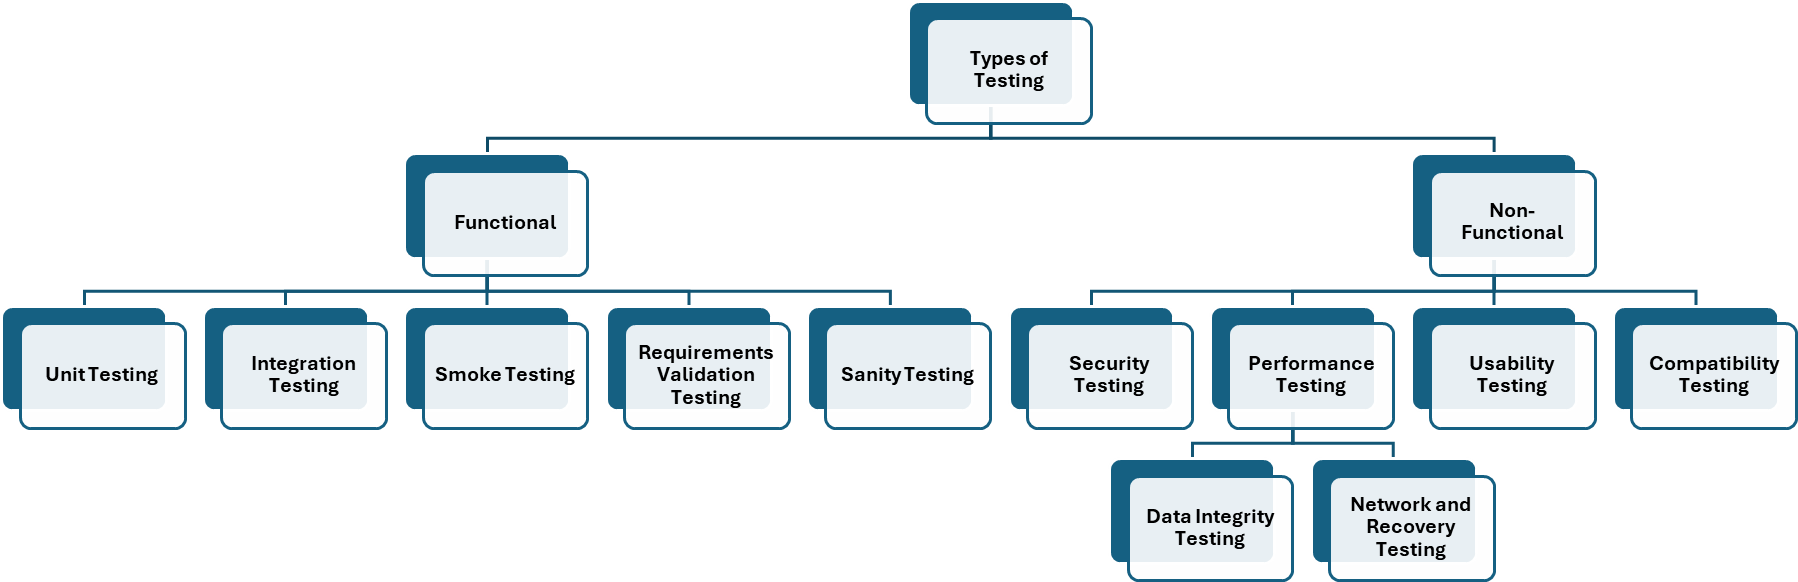 Types of
Testing
Functional
Non-
Functional
Unit Testing
Integration
Testing
Smoke Testing
Requirements
Validation
Testing
Sanity Testing
Security
Testing
Performance
Testing
Usability
Testing
Compatibility
Testing
Data Integrity
Testing
Network and
Recovery
Testing